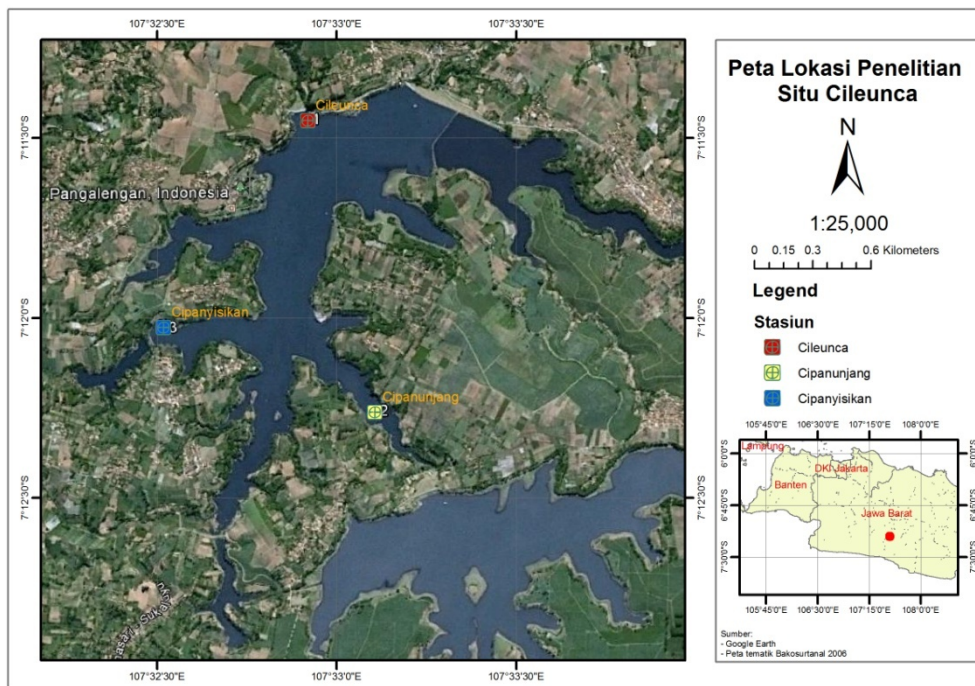 107°32'30"E
107°33'0"E
107°33'30"E
7°11'30"S
7°12'0"S
7°12'30"S
Cileunca
1
Pangalengan, Indonesia
Cipanyisikan
3
Cipanunjang
2
7°11'30"S
7°12'0"S
7°12'30"S
107°32'30"E
107°33'0"E
107°33'30"E
Peta Lokasi Penelitian
Situ Cileunca
N
1:25,000
0 0.15 0.3 0.6 Kilometers
Legend
Stasiun
Cileunca
Cipanunjang
Cipanyisikan
105°45'0"E 106°30'0"E 107°15'0"E 108°0'0"E
6°0'0"S
6°45'0"S
7°30'0"S
Lampung
DKI Jakarta
Banten
Jawa Barat
6°0'0"S
6°45'0"S
7°30'0"S
105°45'0"E 106°30'0"E 107°15'0"E 108°0'0"E
Sumber:
- Google Earth
- Peta tematik Bakosurtanal 2006